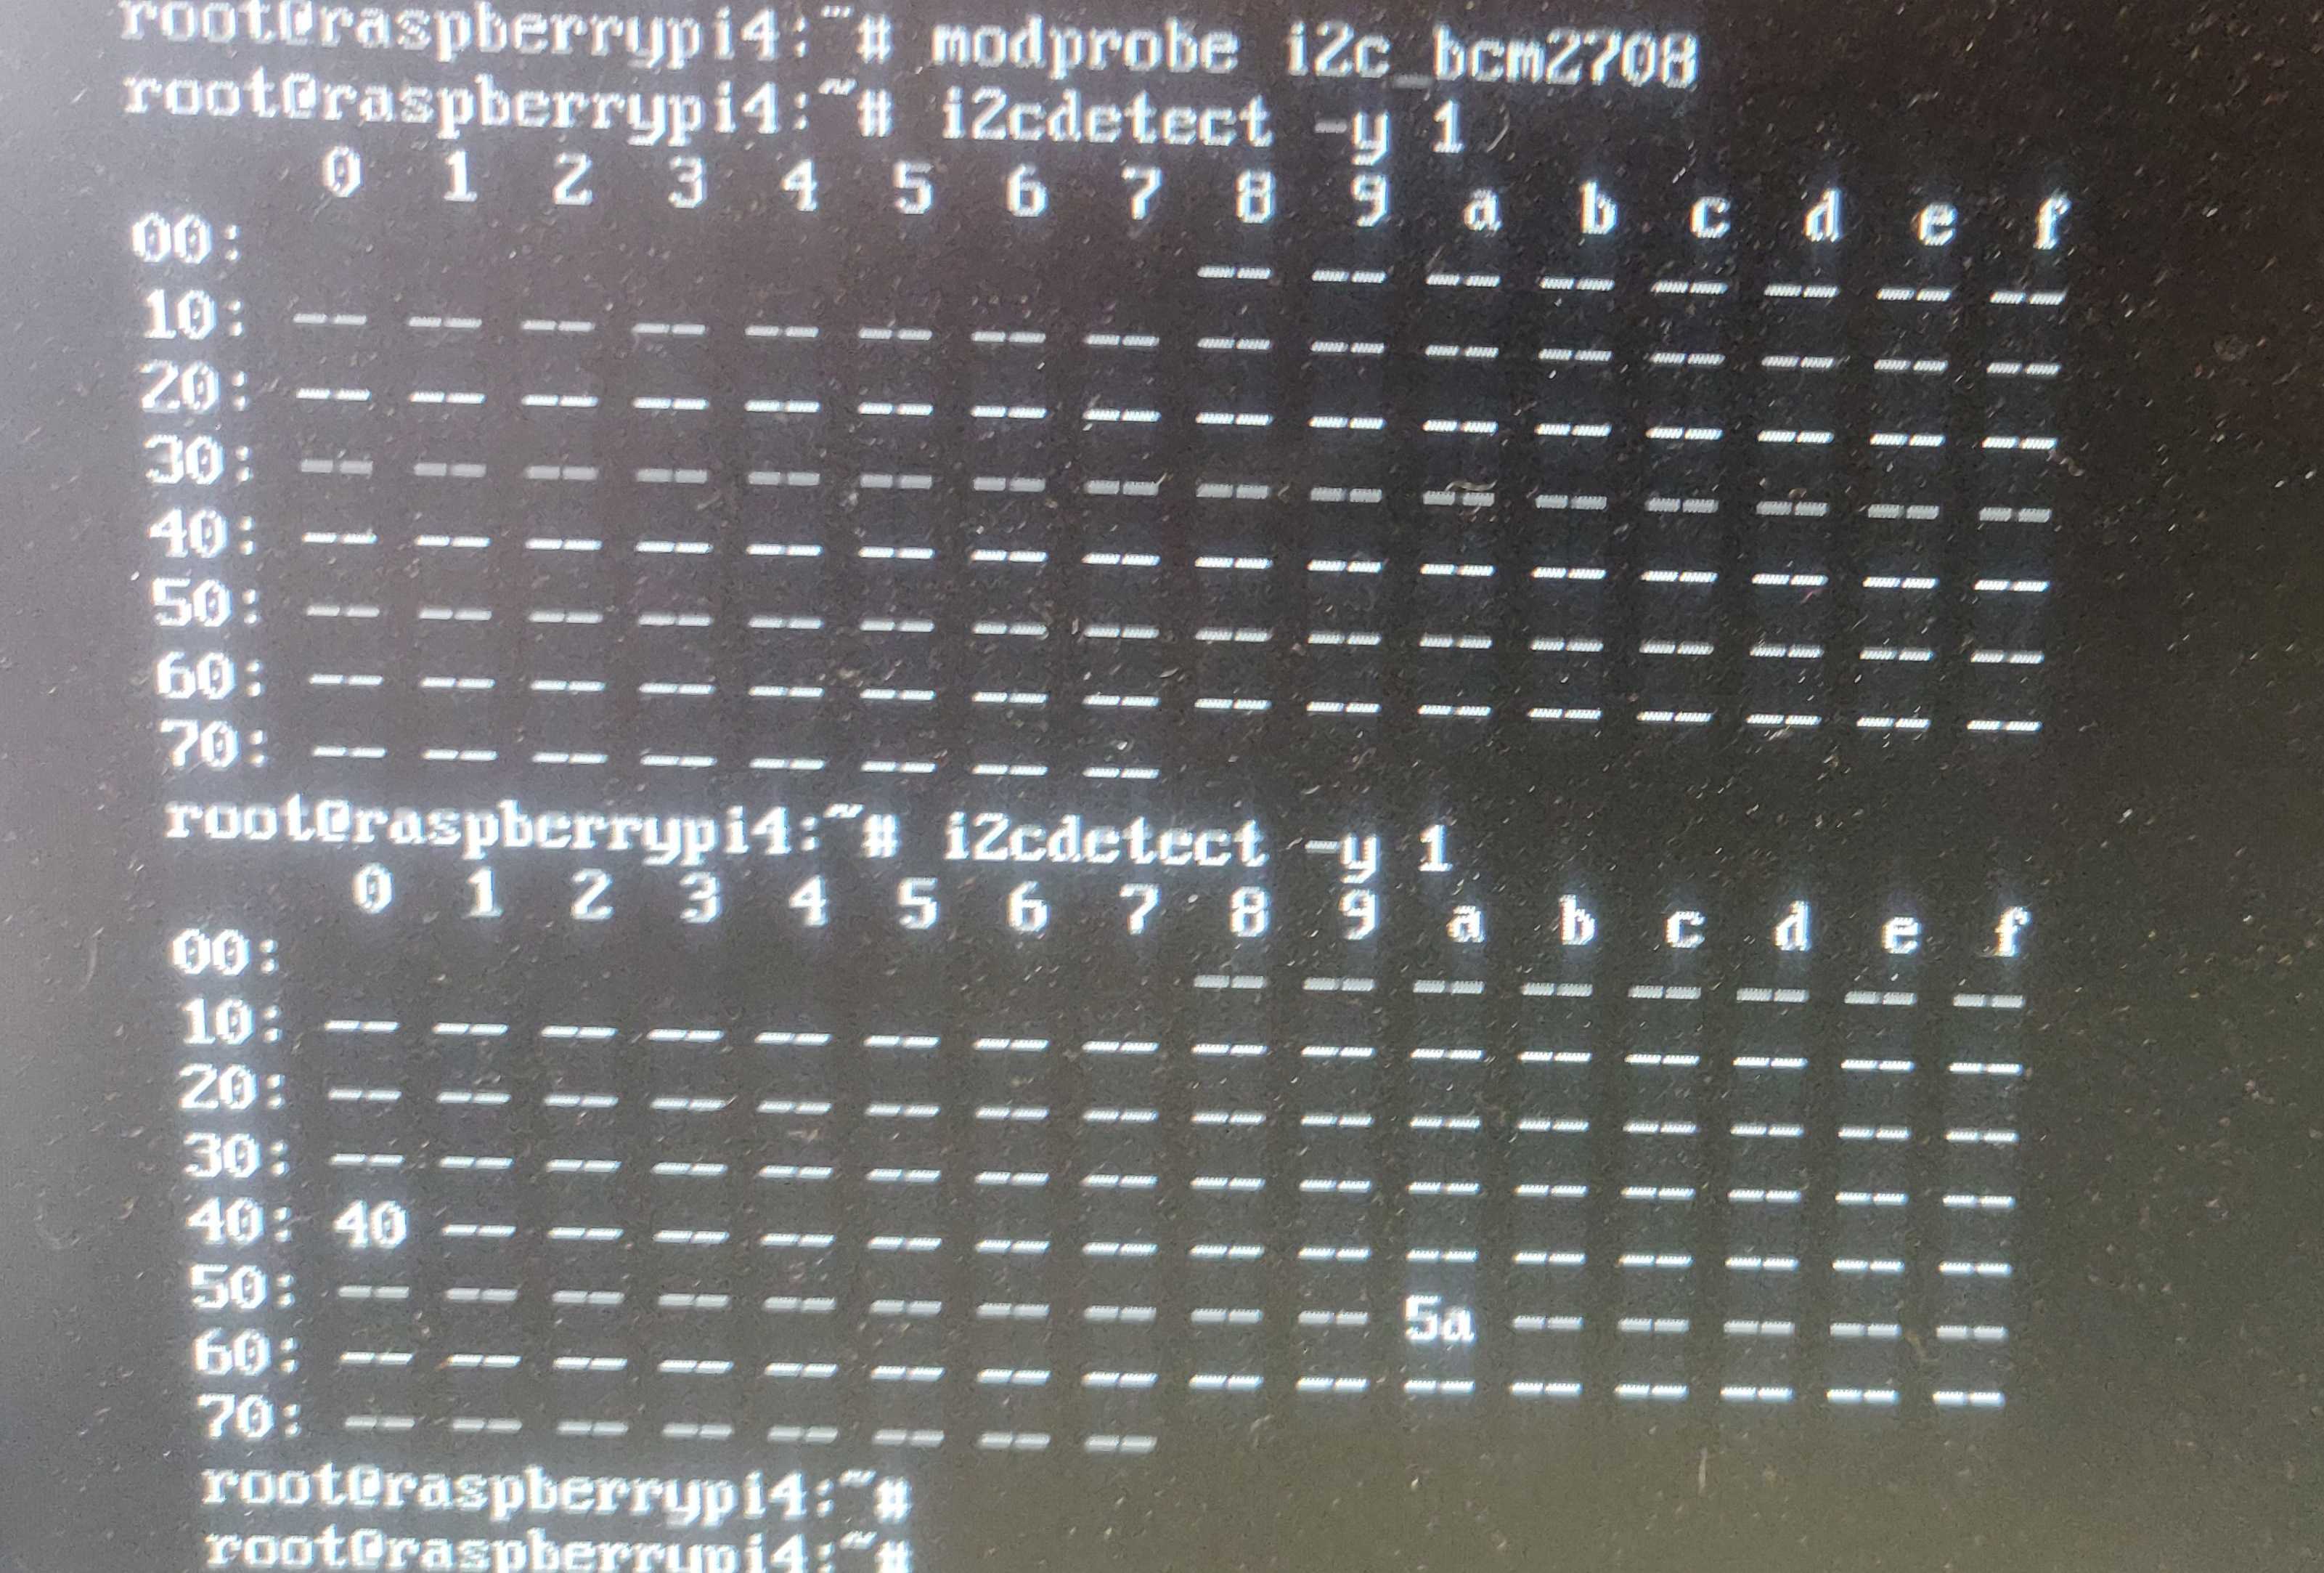 root@raspberrypi4:~# modprobe i2c_bcm2708
root@raspberrypi4:~# i2cdetect -y 1
     0  1  2  3  4  5  6  7  8  9  a  b  c  d  e  f
00:                         -- -- -- -- -- -- -- --
10: -- -- -- -- -- -- -- -- -- -- -- -- -- -- -- --
20: -- -- -- -- -- -- -- -- -- -- -- -- -- -- -- --
30: -- -- -- -- -- -- -- -- -- -- -- -- -- -- -- --
40: -- -- -- -- -- -- -- -- -- -- -- -- -- -- -- --
50: -- -- -- -- -- -- -- -- -- -- -- -- -- -- -- --
60: -- -- -- -- -- -- -- -- -- -- -- -- -- -- -- --
70: -- -- -- -- -- -- -- --
root@raspberrypi4:~# i2cdetect -y 1
     0  1  2  3  4  5  6  7  8  9  a  b  c  d  e  f
00:                         -- -- -- -- -- -- -- --
10: -- -- -- -- -- -- -- -- -- -- -- -- -- -- -- --
20: -- -- -- -- -- -- -- -- -- -- -- -- -- -- -- --
30: -- -- -- -- -- -- -- -- -- -- -- -- -- -- -- --
40: 40 -- -- -- -- -- -- -- -- -- -- -- -- -- -- --
50: -- -- -- -- -- -- -- -- -- -- 5a -- -- -- -- --
60: -- -- -- -- -- -- -- -- -- -- -- -- -- -- -- --
70: -- -- -- -- -- -- -- --
root@raspberrypi4:~#
root@raspberrypi4:~#